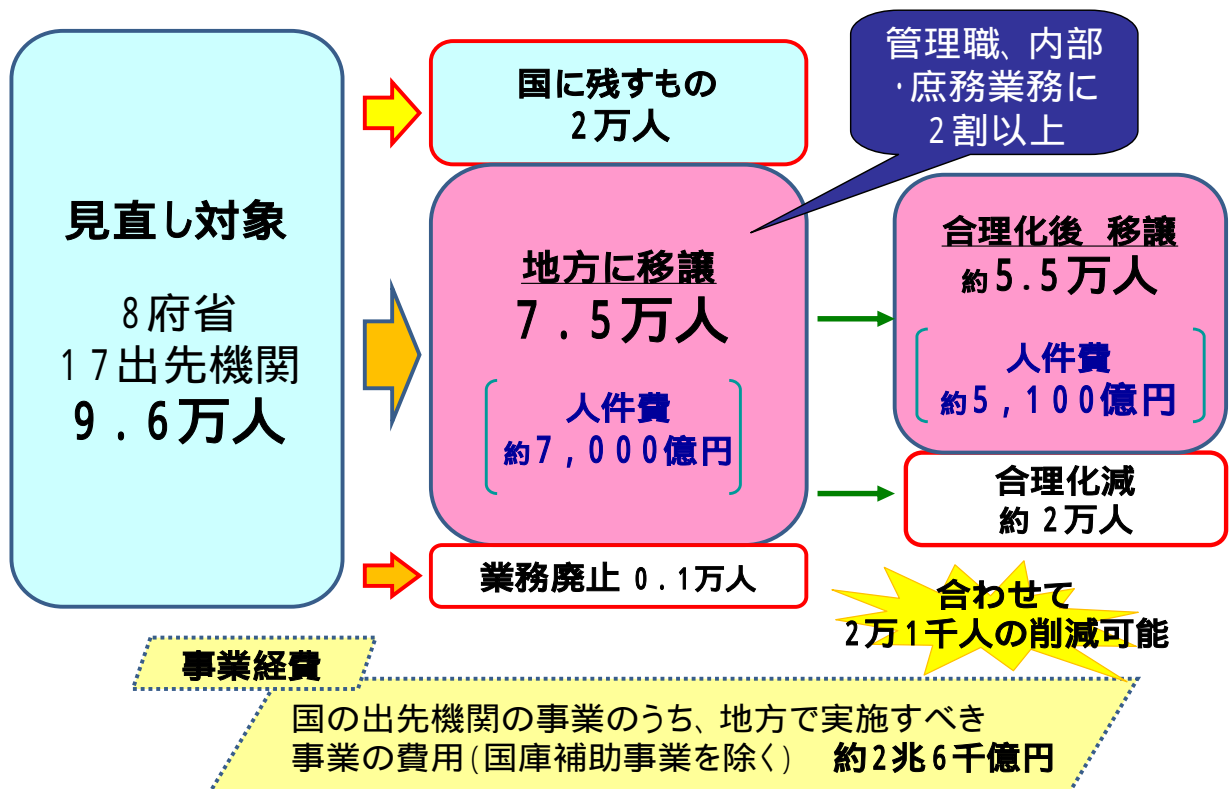 見直し対象
8府省
17出先機関
9.6万人
国に残すもの
2万人
管理職、内部
・庶務業務に
2割以上
地方に移譲
7.5万人
人件費
約7,000億円
合理化後 移譲
約5.5万人
人件費
約5,100億円
合理化減
約 2万人
業務廃止 0.1万人
合わせて
2万1千人の削減可能
事業経費
国の出先機関の事業のうち、地方で実施すべき
事業の費用(国庫補助事業を除く) 約2兆6千億円